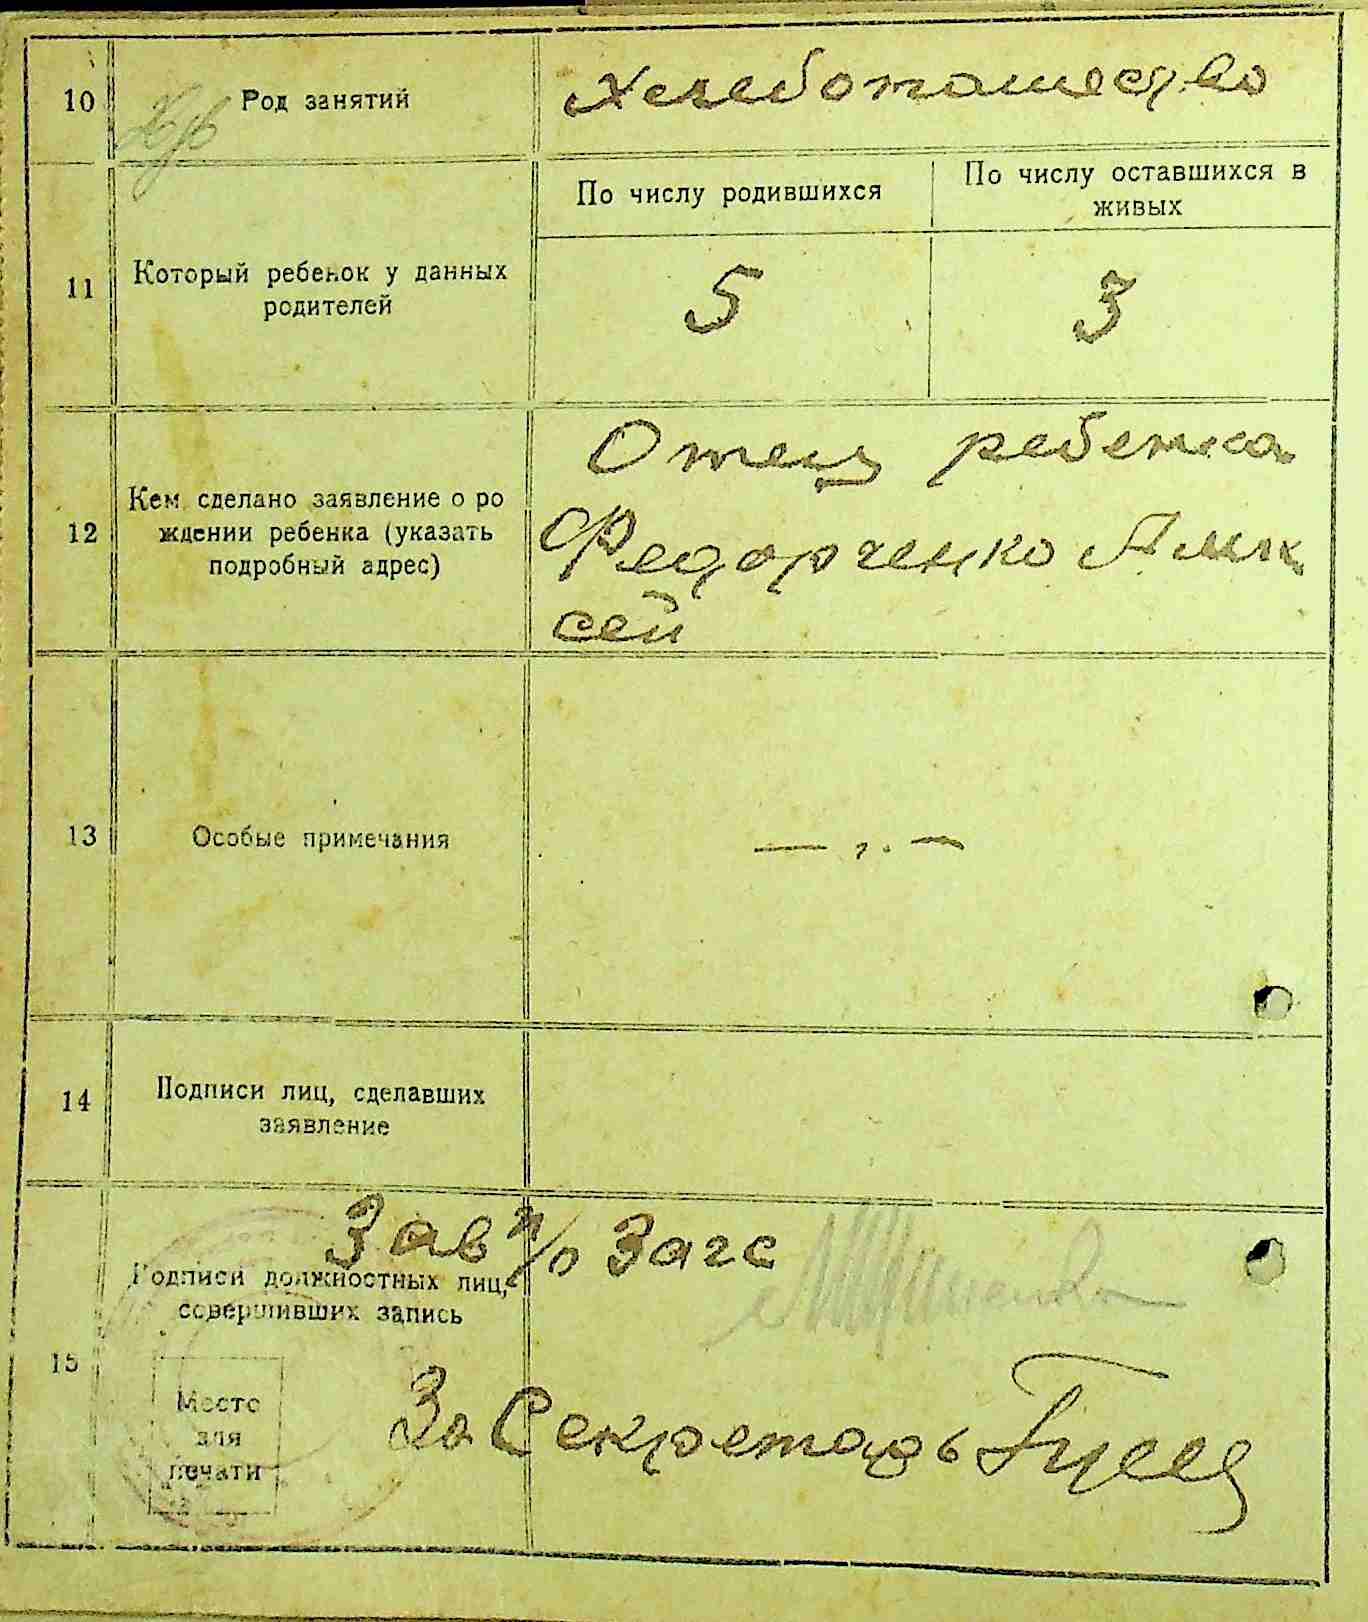 10 Род занятий Хлебопашество
11 Который ребенок у данных родителей
По числу родившихся
По числу оставшихся в живых
5
3
12 Кем сделано заявление о ро
ждении ребенка (указать
подробный адрес)
Отец ребенка
Федорченко Алек
сей
13 Особые примечания
— „ —
14 Подписи лиц, сделавших
заявление
Зав п/о Загс
Подписи должностных лиц,
совершивших запись
15
Место
для
печати
За Секретарь